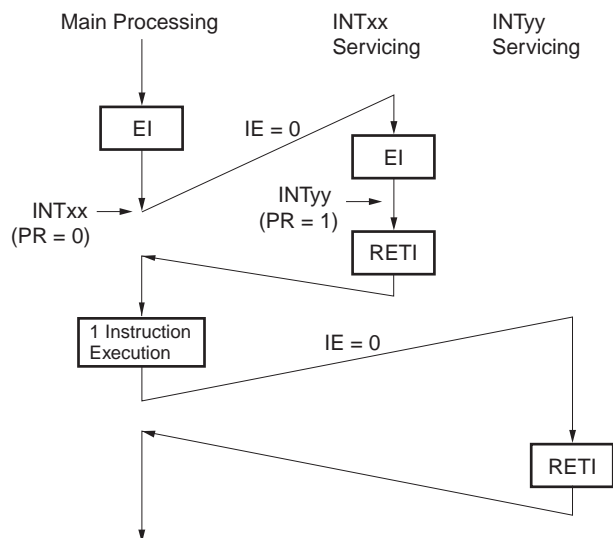 Main Processing
INTxx
Servicing
INTyy
Servicing
EI
IE = 0
EI
INTxx
(PR = 0)
INTyy
(PR = 1)
RETI
1 Instruction
Execution
IE = 0
RETI